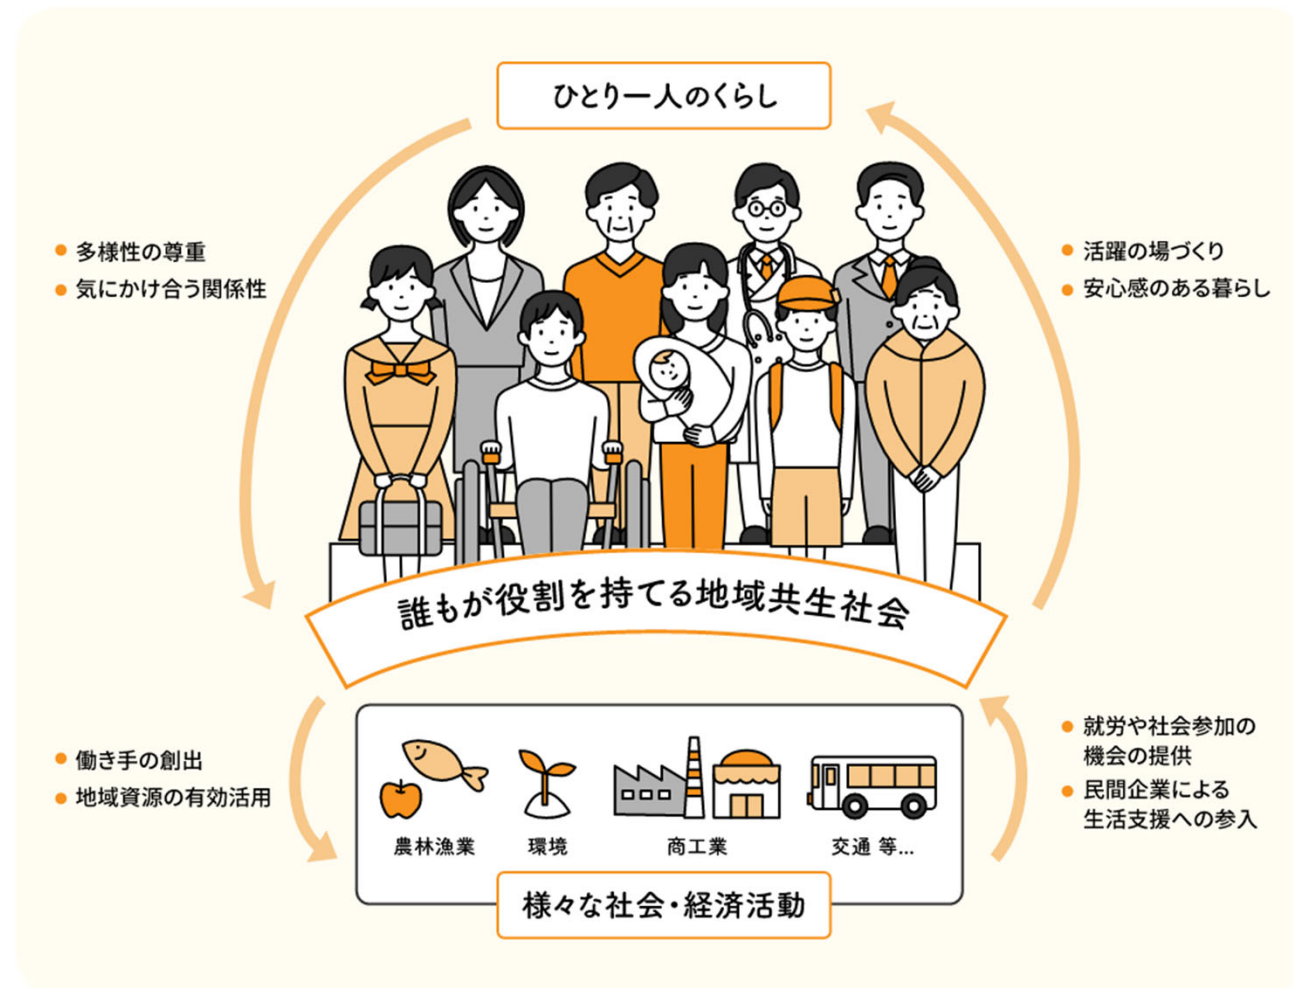 ひとり一人のくらし
多様性の尊重
気にかけ合う関係性
活躍の場づくり
安心感のある暮らし
誰もが役割を持てる地域共生社会
働き手の創出
地域資源の有効活用
就労や社会参加の
機会の提供
民間企業による
生活支援への参入
農林漁業
環境
商工業
交通 等...
様々な社会・経済活動